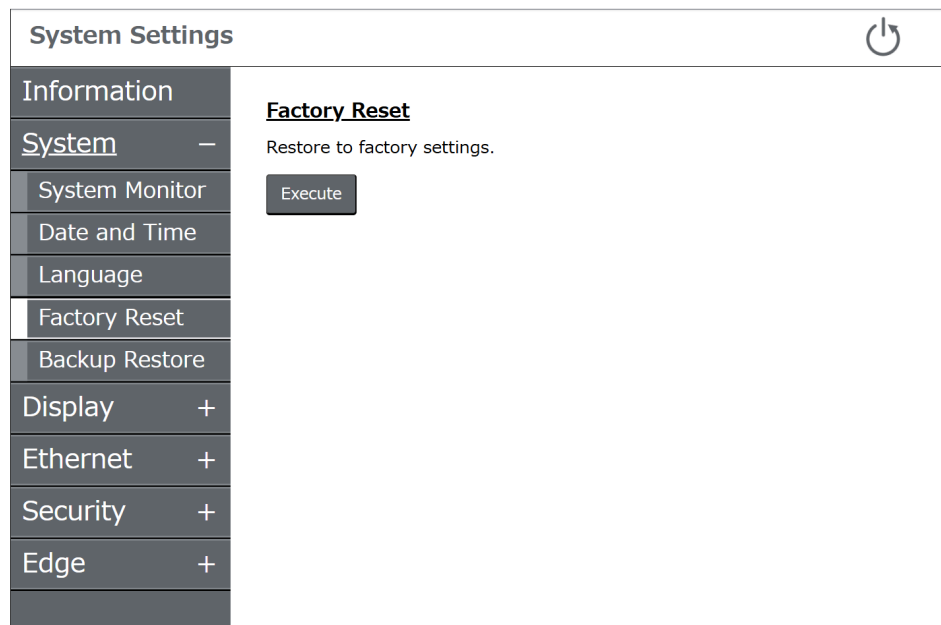 System Settings
Information
System −
System Monitor
Date and Time
Language
Factory Reset
Backup Restore
Display +
Ethernet +
Security +
Edge +
Factory Reset
Restore to factory settings.
Execute